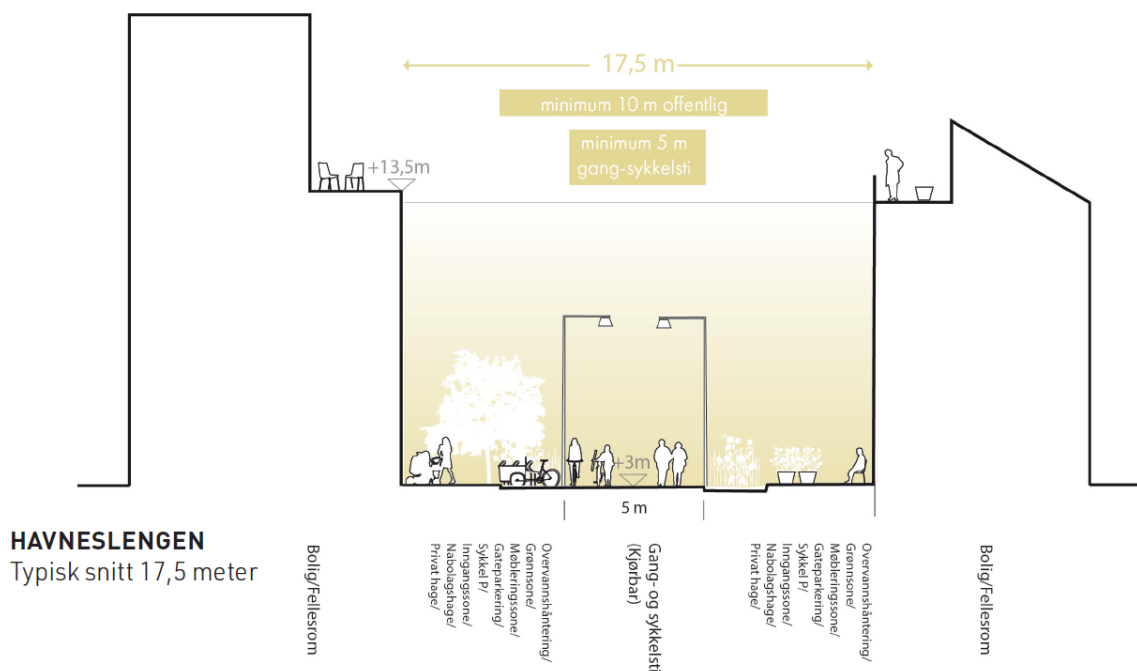 17,5 m
minimum 10 m offentlig
minimum 5 m
gang-sykkelsti
+13,5m
+3m
5 m
HAVNESLENGEN
Typisk snitt 17,5 meter
Bolig/Fellesrom
Overvannshåntering/
Grønnsone/
Møbleringssone/
Gateparkering/
Sykkel P/
Inngangssone/
Nabolagshage/
Privat hage/
Gang- og sykkelsti
(Kjørbar)
Overvannshåntering/
Grønnsone/
Møbleringssone/
Gateparkering/
Sykkel P/
Inngangssone/
Nabolagshage/
Privat hage/
Bolig/Fellesrom